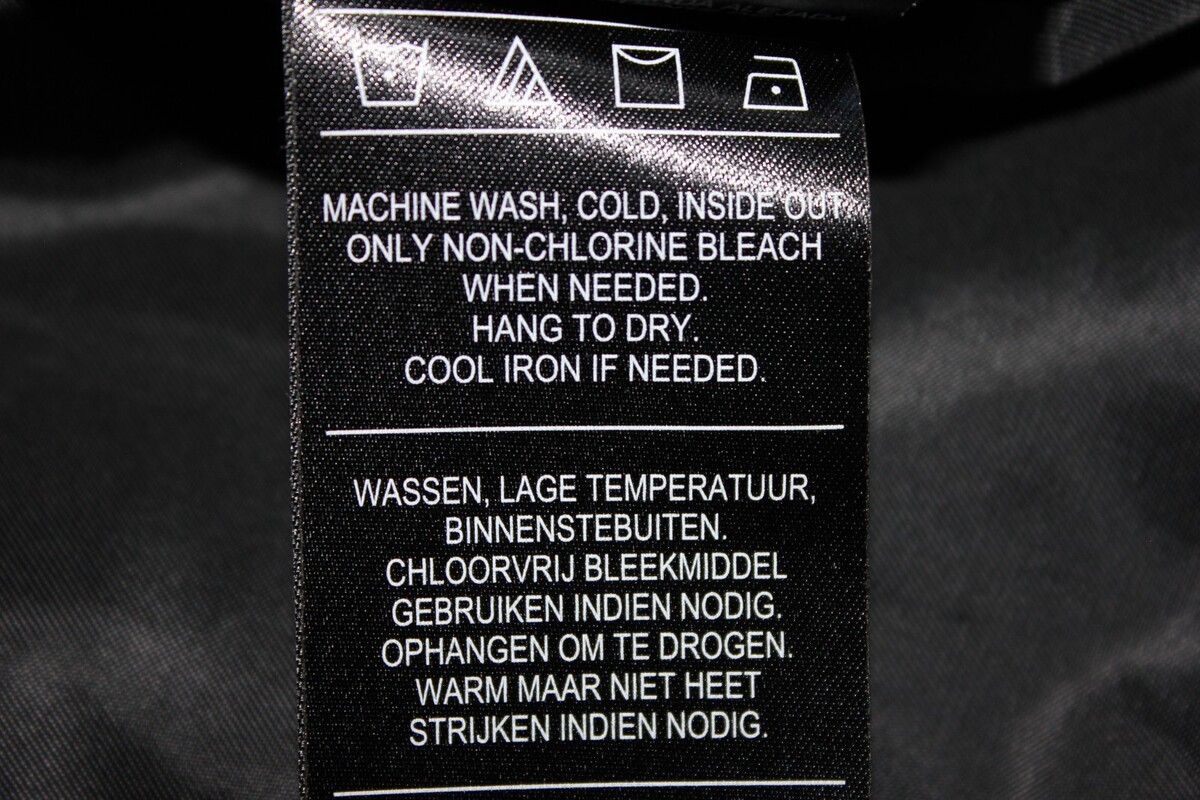 MACHINE WASH, COLD, INSIDE OUT
ONLY NON-CHLORINE BLEACH
WHEN NEEDED.
HANG TO DRY.
COOL IRON IF NEEDED.
WASSEN, LAGE TEMPERATUUR,
BINNENSTEBUITEN.
CHLOORVRIJ BLEEKMIDDEL
GEBRUIKEN INDIEN NODIG.
OPHANGEN OM TE DROGEN.
WARM MAAR NIET HEET
STRIJKEN INDIEN NODIG.